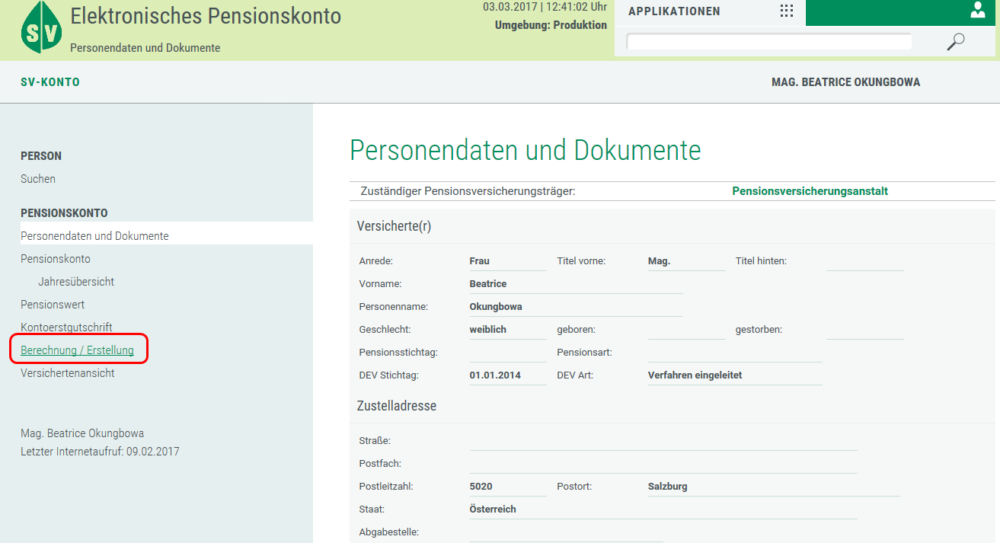 SV
Elektronisches Pensionskonto
Personendaten und Dokumente
03.03.2017 | 12:41:02 Uhr
Umgebung: Produktion
APPLIKATIONEN
SV-KONTO
MAG. BEATRICE OKUNGBOWA
PERSON
Suchen
PENSIONSKONTO
Personendaten und Dokumente
Pensionskonto
Jahresübersicht
Pensionswert
Kontoerstgutschrift
Berechnung / Erstellung
Versichertenansicht
Mag. Beatrice Okungbowa
Letzter Internetaufruf: 09.02.2017
Personendaten und Dokumente
Zuständiger Pensionsversicherungsträger: Pensionsversicherungsanstalt
Versicherte(r)
Anrede: Frau Titel vorne: Mag. Titel hinten:
Vorname: Beatrice
Personenname: Okungbowa
Geschlecht: weiblich geboren: gestorben:
Pensionsstichtag: Pensionsart:
DEV Stichtag: 01.01.2014 DEV Art: Verfahren eingeleitet
Zustelladresse
Straße:
Postfach:
Postleitzahl: 5020 Postort: Salzburg
Staat: Österreich
Abgabestelle: